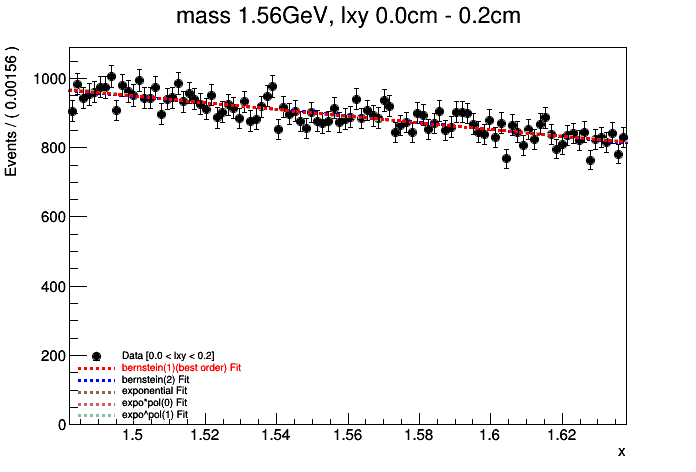 mass 1.56GeV, lxy 0.0cm - 0.2cm
Events / ( 0.00156 )
1000
800
600
400
200
0
Data [0.0 < lxy < 0.2]
bernstein(1)(best order) Fit
bernstein(2) Fit
exponential Fit
expo*pol(0) Fit
expo*pol(1) Fit
1.5 1.52 1.54 1.56 1.58 1.6 1.62
x